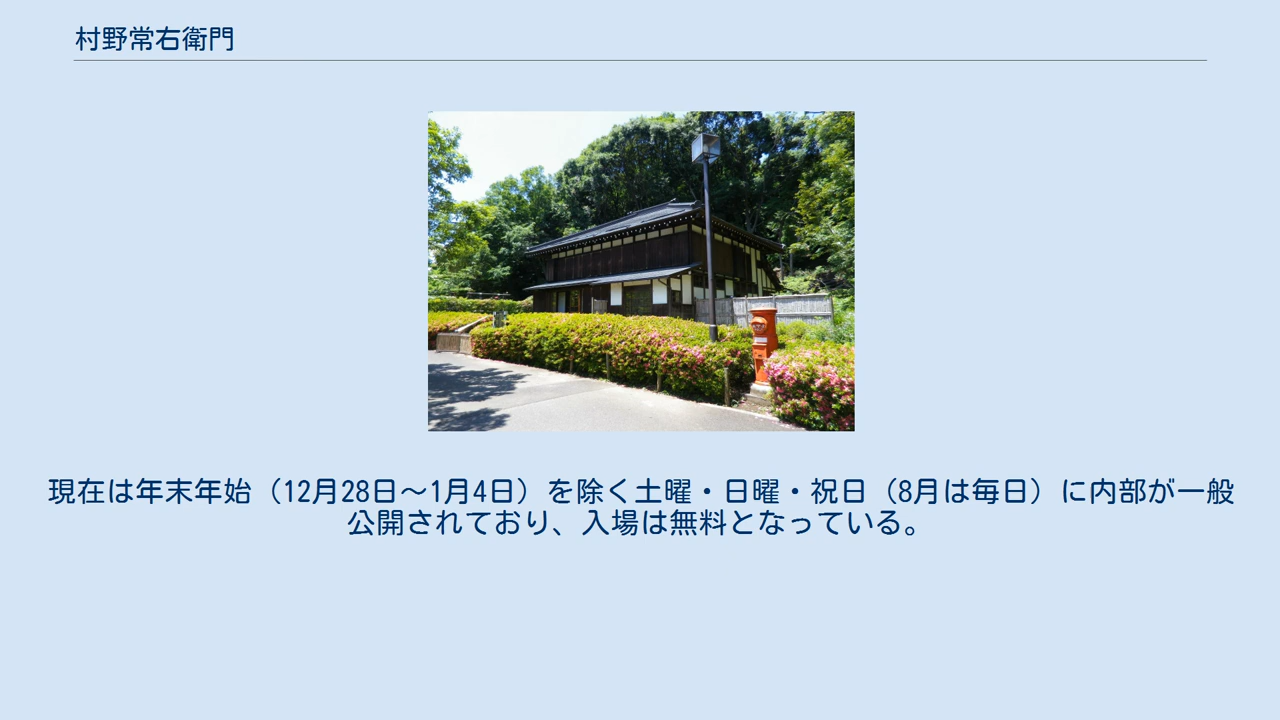 村野常右衛門
現在は年末年始（12月28日～1月4日）を除く土曜・日曜・祝日（8月は毎日）に内部が一般
公開されており、入場は無料となっている。